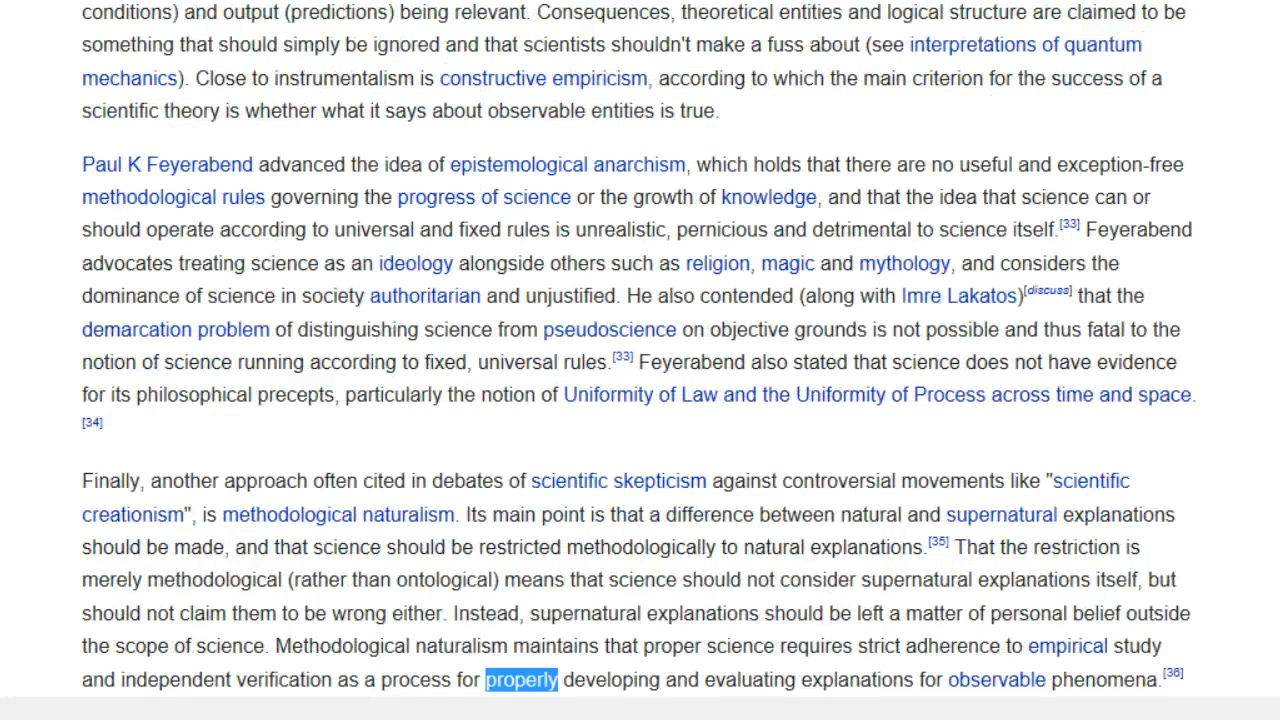 conditions) and output (predictions) being relevant. Consequences, theoretical entities and logical structure are claimed to be
something that should simply be ignored and that scientists shouldn't make a fuss about (see interpretations of quantum
mechanics). Close to instrumentalism is constructive empiricism, according to which the main criterion for the success of a
scientific theory is whether what it says about observable entities is true.
Paul K Feyerabend advanced the idea of epistemological anarchism, which holds that there are no useful and exception-free
methodological rules governing the progress of science or the growth of knowledge, and that the idea that science can or
should operate according to universal and fixed rules is unrealistic, pernicious and detrimental to science itself.[33] Feyerabend
advocates treating science as an ideology alongside others such as religion, magic and mythology, and considers the
dominance of science in society authoritarian and unjustified. He also contended (along with Imre Lakatos)[discuss] that the
demarcation problem of distinguishing science from pseudoscience on objective grounds is not possible and thus fatal to the
notion of science running according to fixed, universal rules.[33] Feyerabend also stated that science does not have evidence
for its philosophical precepts, particularly the notion of Uniformity of Law and the Uniformity of Process across time and space.
[34]
Finally, another approach often cited in debates of scientific skepticism against controversial movements like "scientific
creationism", is methodological naturalism. Its main point is that a difference between natural and supernatural explanations
should be made, and that science should be restricted methodologically to natural explanations.[35] That the restriction is
merely methodological (rather than ontological) means that science should not consider supernatural explanations itself, but
should not claim them to be wrong either. Instead, supernatural explanations should be left a matter of personal belief outside
the scope of science. Methodological naturalism maintains that proper science requires strict adherence to empirical study
and independent verification as a process for properly developing and evaluating explanations for observable phenomena.[36]